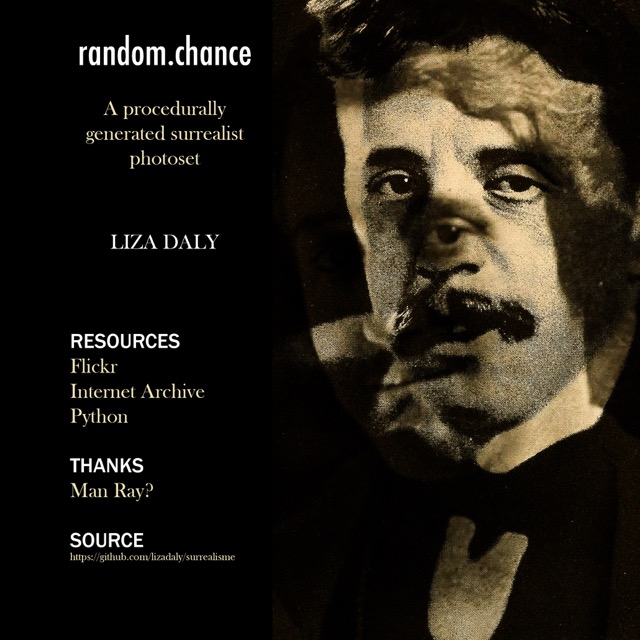 random.chance
A procedurally
generated surrealist
photoset
LIZA DALY
RESOURCES
Flickr
Internet Archive
Python
THANKS
Man Ray?
SOURCE
https://github.com/lizadaly/surrealisme